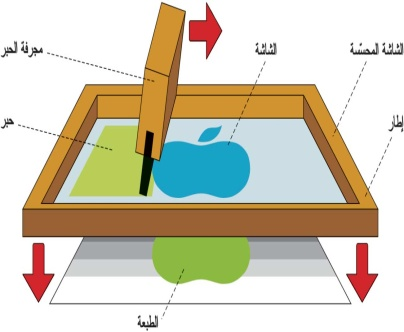 مجرفة الحبر
الشاشة
الشاشة المحسّسة
حبر
إطار
الطبعة